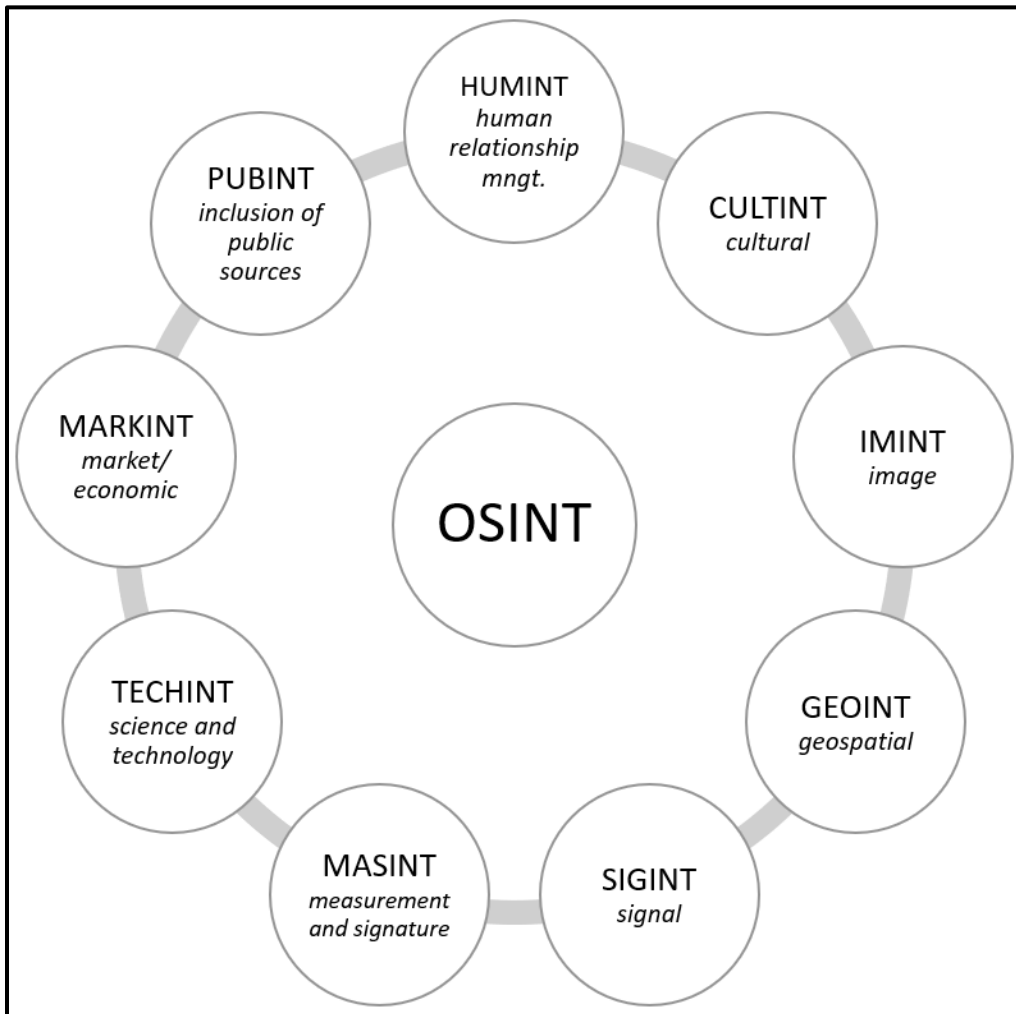 HUMINT
human
relationship
mngt.
CULTINT
cultural
IMINT
image
GEOINT
geospatial
SIGINT
signal
MASINT
measurement
and signature
TECHINT
science and
technology
MARKINT
market/
economic
PUBINT
inclusion of
public
sources
OSINT